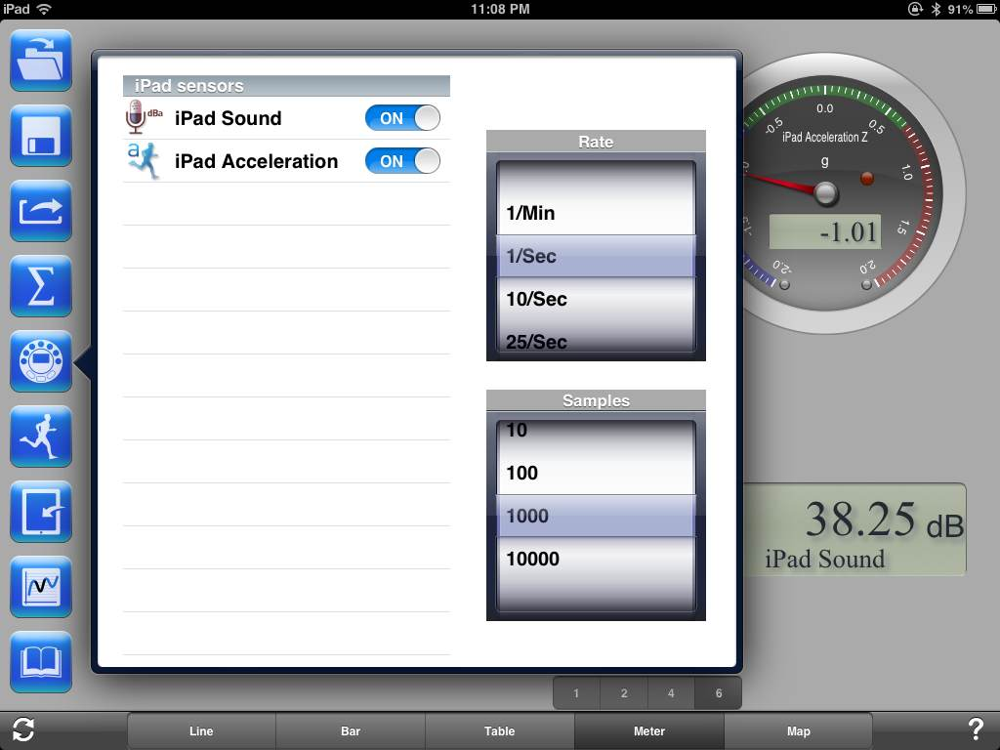 iPad
11:08 PM
91%
iPad sensors
dBa
iPad Sound
ON
a
iPad Acceleration
ON
Rate
1/Min
1/Sec
10/Sec
25/Sec
Samples
10
100
1000
10000
Σ
-0.5
0.0
0.5
1.0
1.5
2.0
-1.5
-2.0
iPad Acceleration Z
g
-1.01
38.25 dB
iPad Sound
1 2 4 6
Line Bar Table Meter Map
?